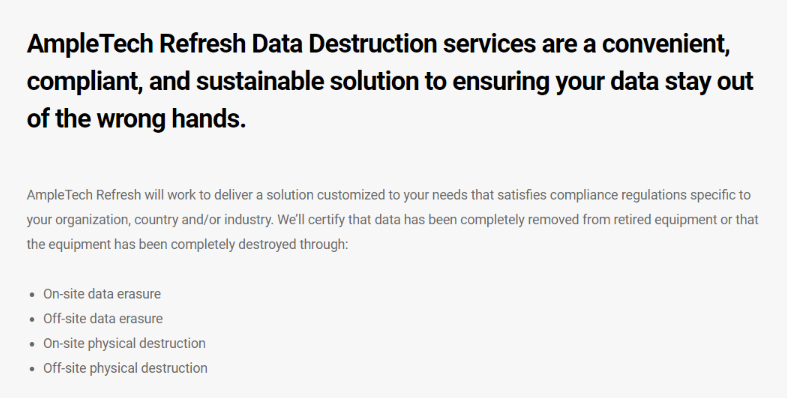 AmpleTech Refresh Data Destruction services are a convenient,
compliant, and sustainable solution to ensuring your data stay out
of the wrong hands.
AmpleTech Refresh will work to deliver a solution customized to your needs that satisfies compliance regulations specific to
your organization, country and/or industry. We'll certify that data has been completely removed from retired equipment or that
the equipment has been completely destroyed through:
• On-site data erasure
• Off-site data erasure
• On-site physical destruction
• Off-site physical destruction